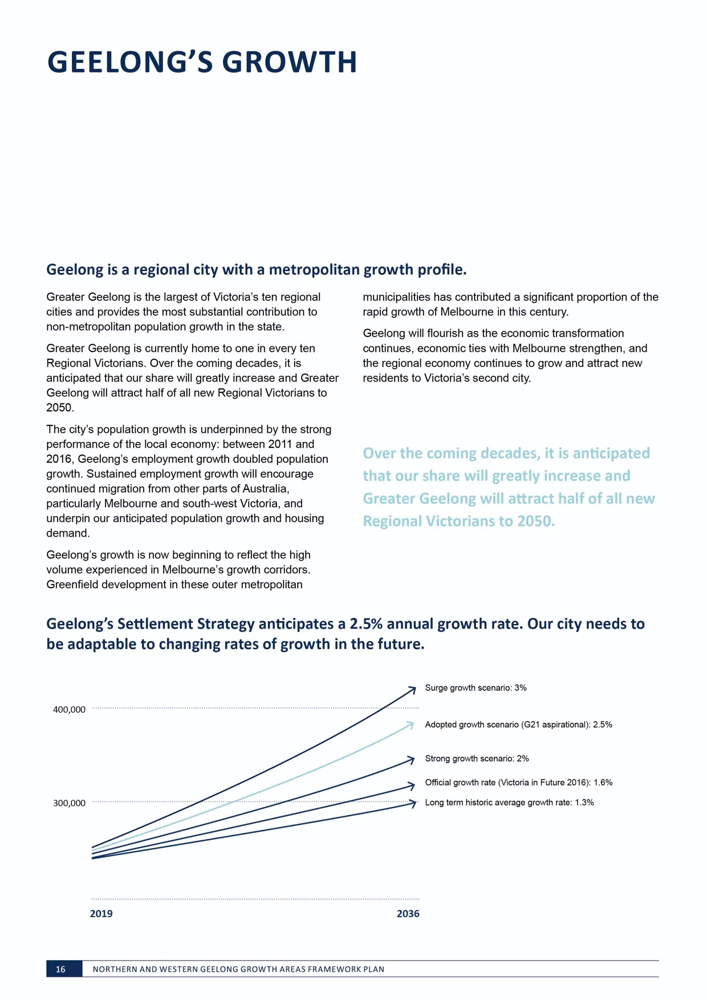 GEELONG’S GROWTH
Geelong is a regional city with a metropolitan growth profile.
Greater Geelong is the largest of Victoria’s ten regional
cities and provides the most substantial contribution to
non-metropolitan population growth in the state.
Greater Geelong is currently home to one in every ten
Regional Victorians. Over the coming decades, it is
anticipated that our share will greatly increase and Greater
Geelong will attract half of all new Regional Victorians to
2050.
The city’s population growth is underpinned by the strong
performance of the local economy: between 2011 and
2016, Geelong’s employment growth doubled population
growth. Sustained employment growth will encourage
continued migration from other parts of Australia,
particularly Melbourne and south-west Victoria, and
underpin our anticipated population growth and housing
demand.
Geelong’s growth is now beginning to reflect the high
volume experienced in Melbourne’s growth corridors.
Greenfield development in these outer metropolitan
municipalities has contributed a significant proportion of the
rapid growth of Melbourne in this century.
Geelong will flourish as the economic transformation
continues, economic ties with Melbourne strengthen, and
the regional economy continues to grow and attract new
residents to Victoria’s second city.
Over the coming decades, it is anticipated
that our share will greatly increase and
Greater Geelong will attract half of all new
Regional Victorians to 2050.
Geelong’s Settlement Strategy anticipates a 2.5% annual growth rate. Our city needs to
be adaptable to changing rates of growth in the future.
Surge growth scenario: 3%
400,000
Adopted growth scenario (G21 aspirational): 2.5%
Strong growth scenario: 2%
Official growth rate (Victoria in Future 2016): 1.6%
300,000
Long term historic average growth rate: 1.3%
2019
2036
16
NORTHERN AND WESTERN GEELONG GROWTH AREAS FRAMEWORK PLAN